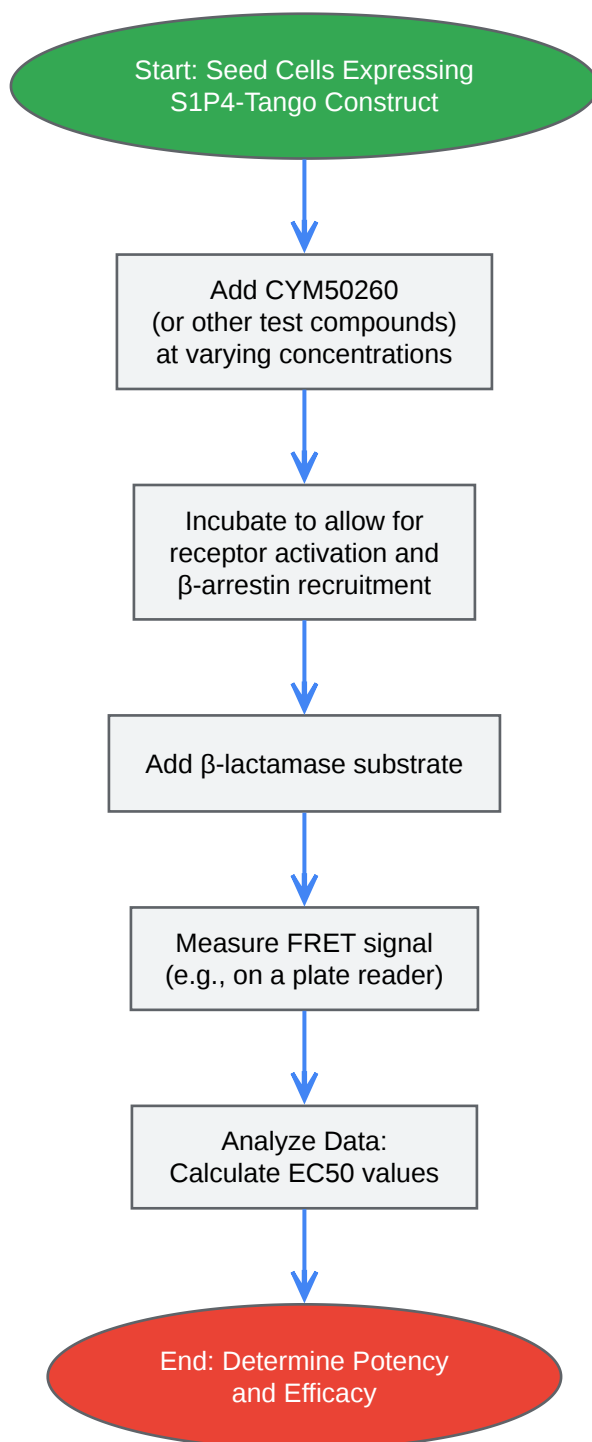 Start: Seed Cells Expressing
S1P4-Tango Construct
Add CYM50260
(or other test compounds)
at varying concentrations
Incubate to allow for
receptor activation and
β-arrestin recruitment
Add β-lactamase substrate
Measure FRET signal
(e.g., on a plate reader)
Analyze Data:
Calculate EC50 values
End: Determine Potency
and Efficacy